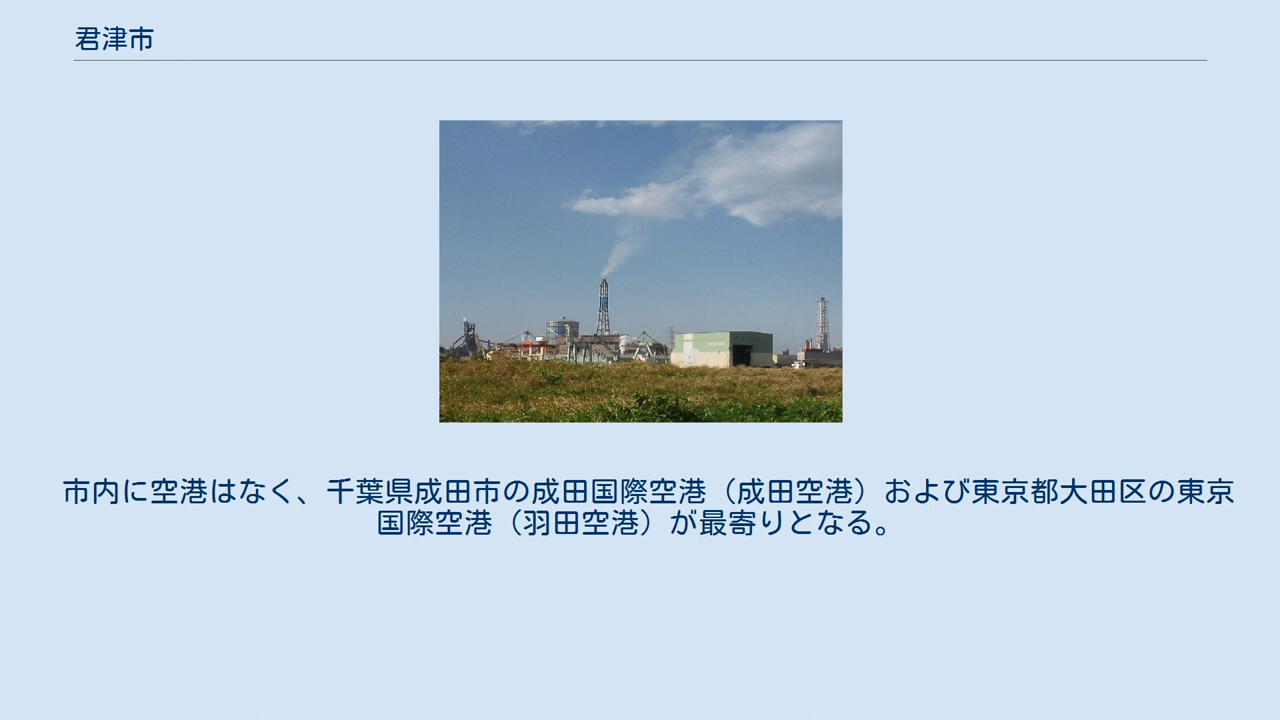 君津市
市内に空港はなく、千葉県成田市の成田国際空港（成田空港）および東京都大田区の東京
国際空港（羽田空港）が最寄りとなる。